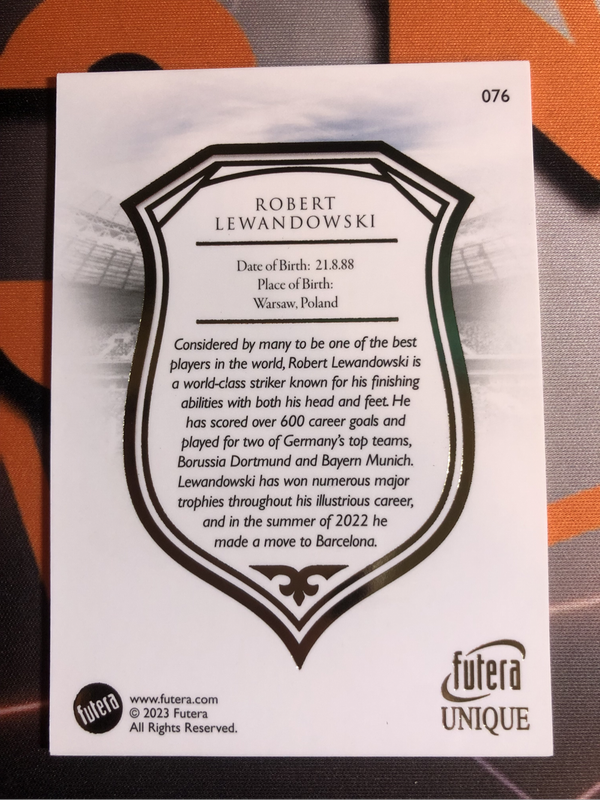 076
ROBERT
LEWANDOWSKI
Date of Birth: 21.8.88
Place of Birth:
Warsaw, Poland
Considered by many to be one of the best
players in the world, Robert Lewandowski is
a world-class striker known for his finishing
abilities with both his head and feet. He
has scored over 600 career goals and
played for two of Germany's top teams,
Borussia Dortmund and Bayern Munich.
Lewandowski has won numerous major
trophies throughout his illustrious career,
and in the summer of 2022 he
made a move to Barcelona.
futera
www.futera.com
© 2023 Futera
All Rights Reserved.
futera
UNIQUE